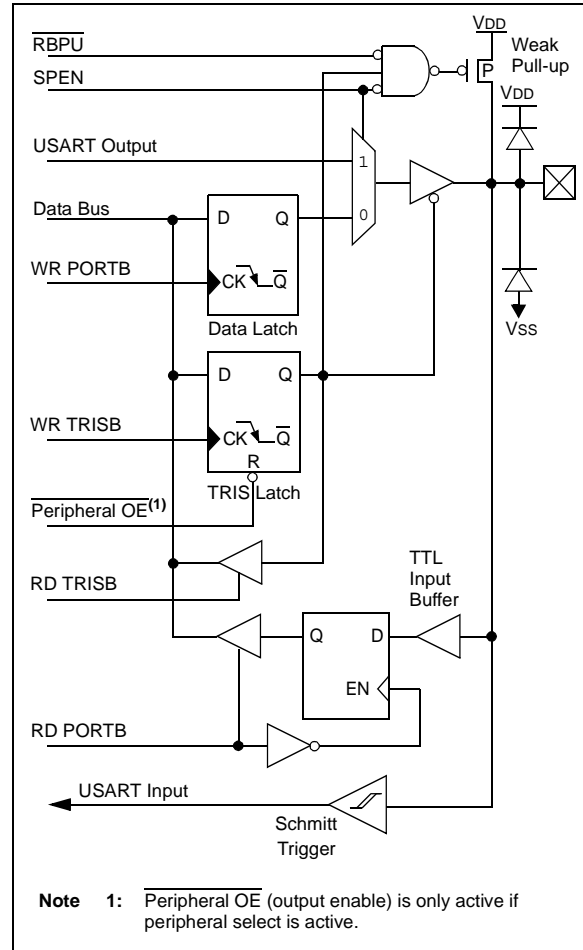 VDD
RBPU
Weak
Pull-up
P
SPEN
VDD
USART Output
1
Data Bus
D
Q
0
WR PORTB
CK
Q
Data Latch
VSS
D
Q
WR TRISB
CK
Q
R
TRIS Latch
Peripheral OE(1)
TTL
Input
Buffer
RD TRISB
Q
D
EN
RD PORTB
USART Input
Schmitt
Trigger
Note 1: Peripheral OE (output enable) is only active if
peripheral select is active.